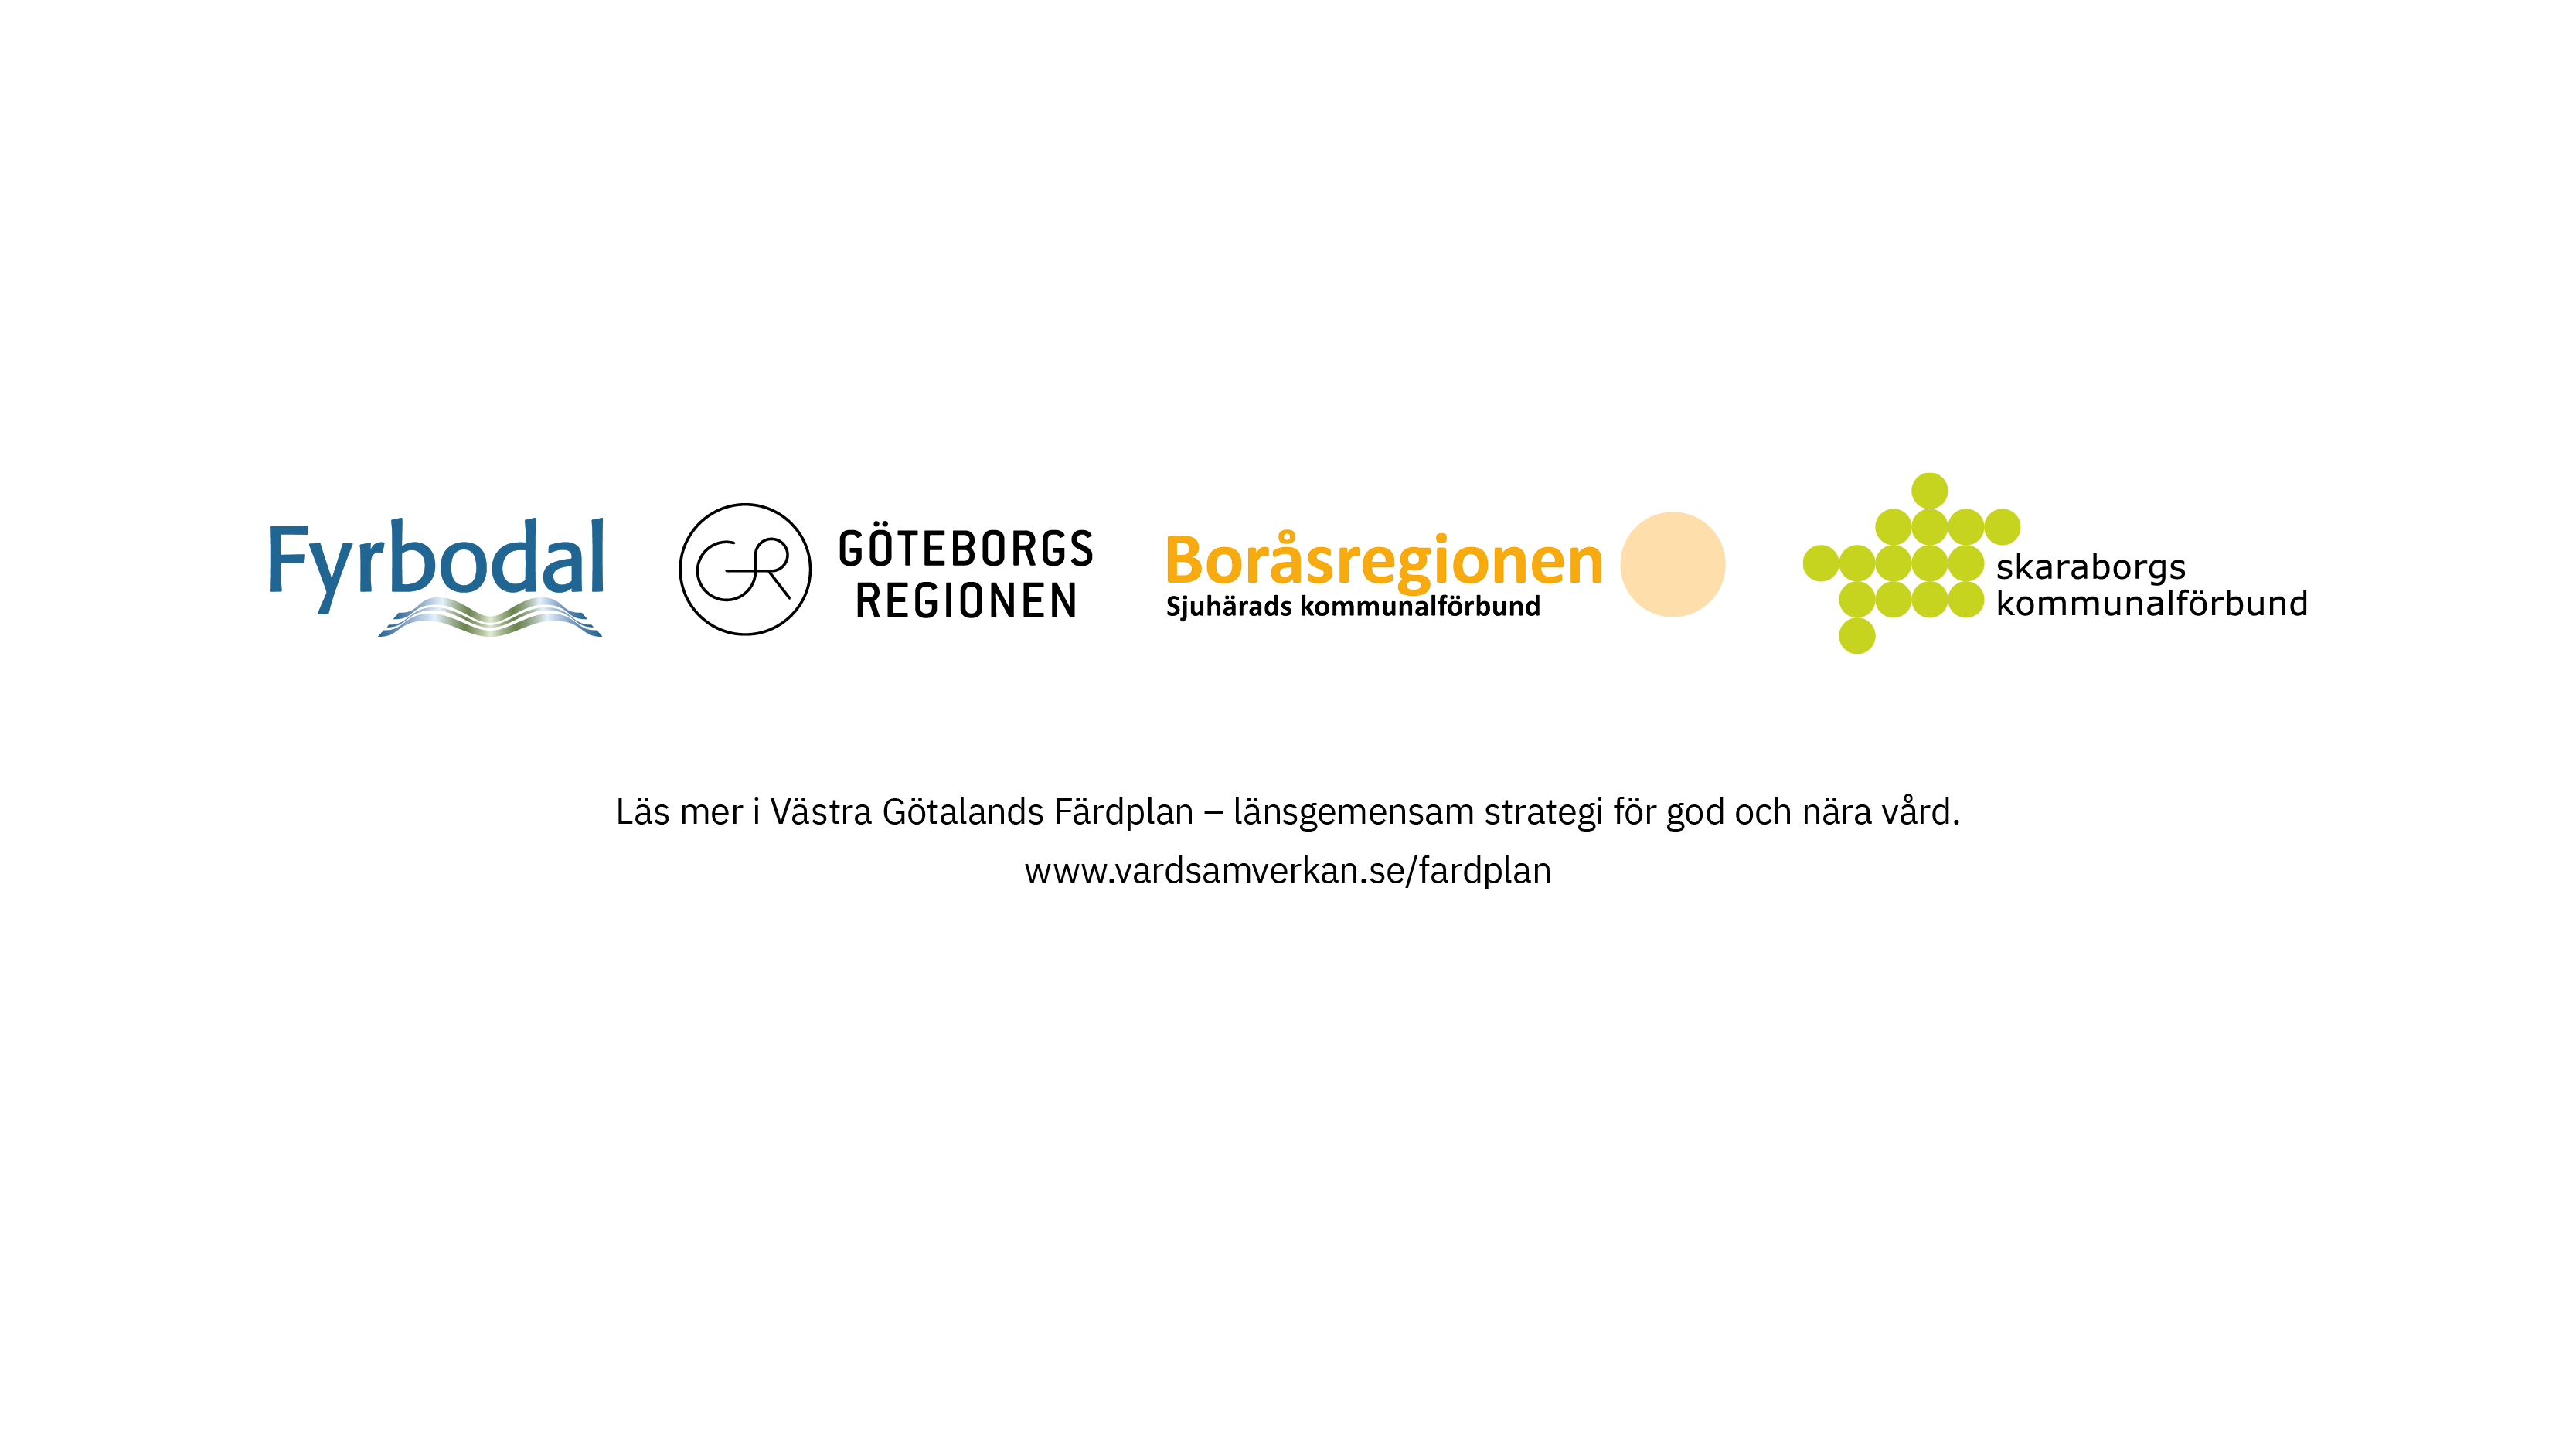 Fyrbodal
GR
GÖTEBORGS
REGIONEN
Boråsregionen
Sjuhärads kommunalförbund
skaraborgs
kommunalförbund
Läs mer i Västra Götalands Färdplan – länsgemensam strategi för god och nära vård.
www.vardsamverkan.se/fardplan